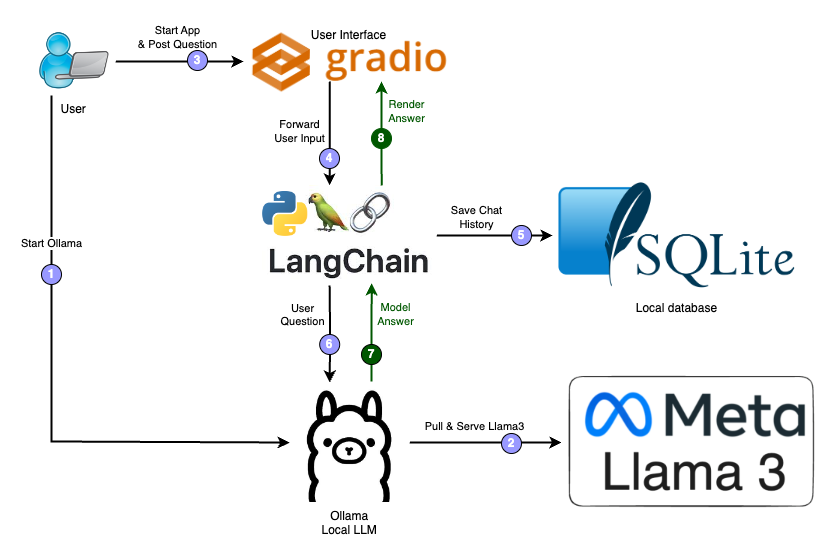 Start App
& Post Question
3
User Interface
gradio
User
Render
Answer
8
Forward
User Input
4
LangChain
Save Chat
History
5
SQLite
Local database
Start Ollama
1
User
Question
6
Model
Answer
7
Pull & Serve Llama3
2
Meta
Llama 3
Ollama
Local LLM